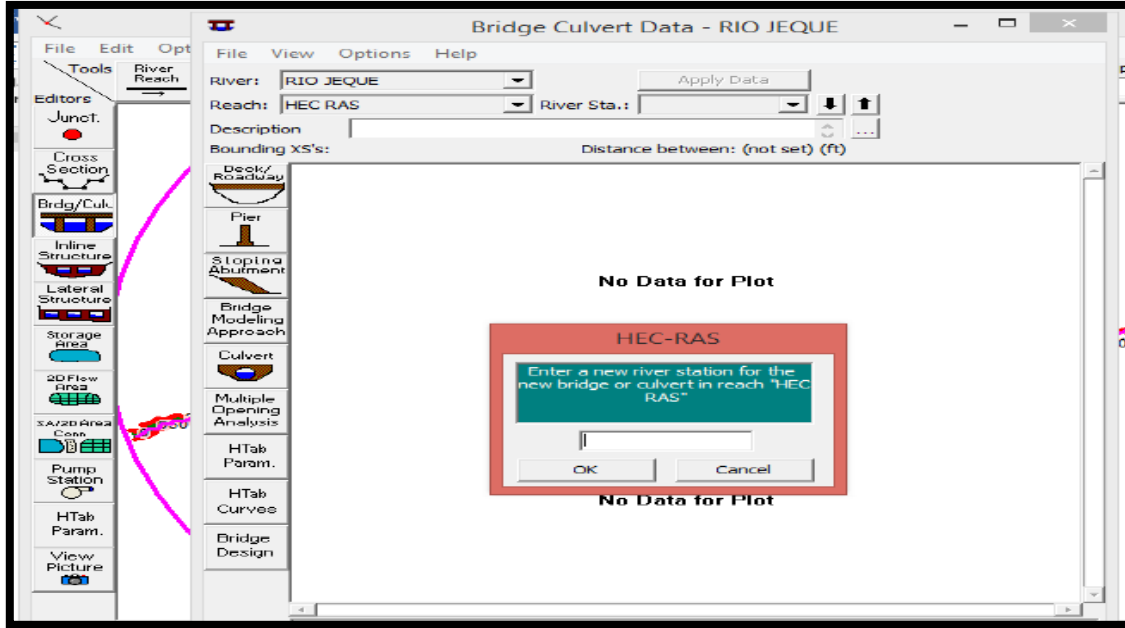 Bridge Culvert Data - RIO JEQUE
File Edit Opt
File View Options Help
Tools
River
Reach
Editors
River: RIO JEQUE
Apply Data
Reach: HEC RAS
River Sta.:
Description
...
Bounding XS's:
Distance between: (not set) (ft)
Junct.
Cross
Section
Brdg/Culv
Inline
Structure
Lateral
Structure
Storage
Area
2D Flow
Area
SA/2D Area
Conn
Pump
Station
HTab
Param.
View
Picture
Deck/
Roadway
Pier
Sloping
Abutment
Bridge
Modeling
Approach
Culvert
Multiple
Opening
Analysis
HTab
Param.
HTab
Curves
Bridge
Design
No Data for Plot
HEC-RAS
Enter a new river station for the
new bridge or culvert in reach "HEC
RAS"
OK
Cancel
No Data for Plot